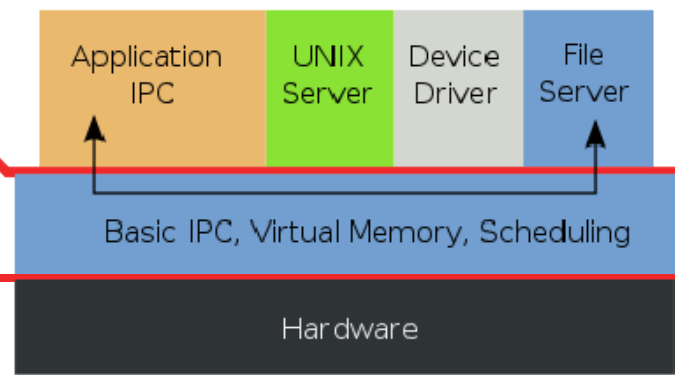 Application
IPC
UNIX
Server
Device
Driver
File
Server
Basic IPC, Virtual Memory, Scheduling
Hardware